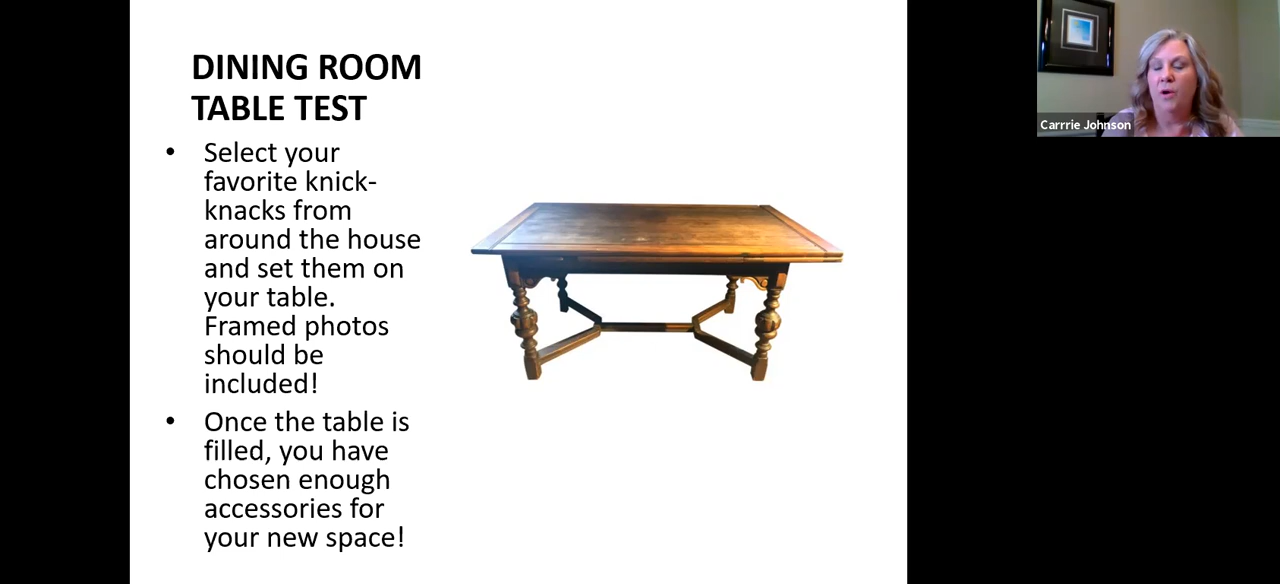 DINING ROOM
TABLE TEST
• Select your
favorite knick-
knacks from
around the house
and set them on
your table.
Framed photos
should be
included!
• Once the table is
filled, you have
chosen enough
accessories for
your new space!
Carrrie Johnson